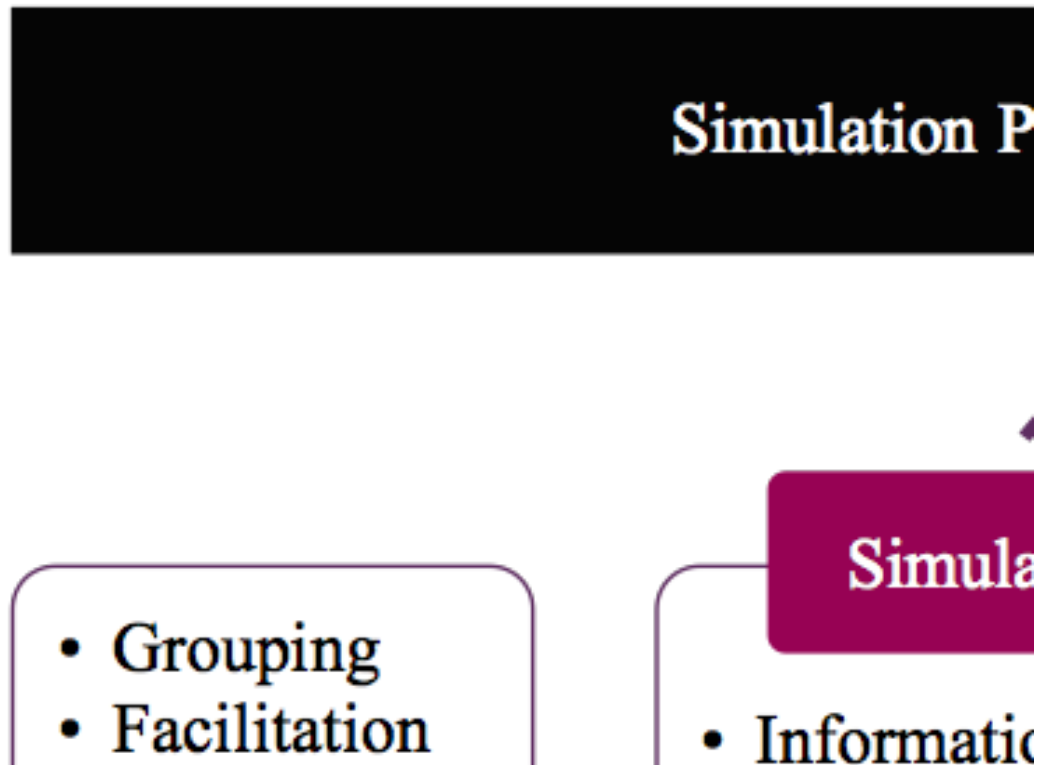 Simulation P
Simula
• Grouping
• Facilitation
• Informatio